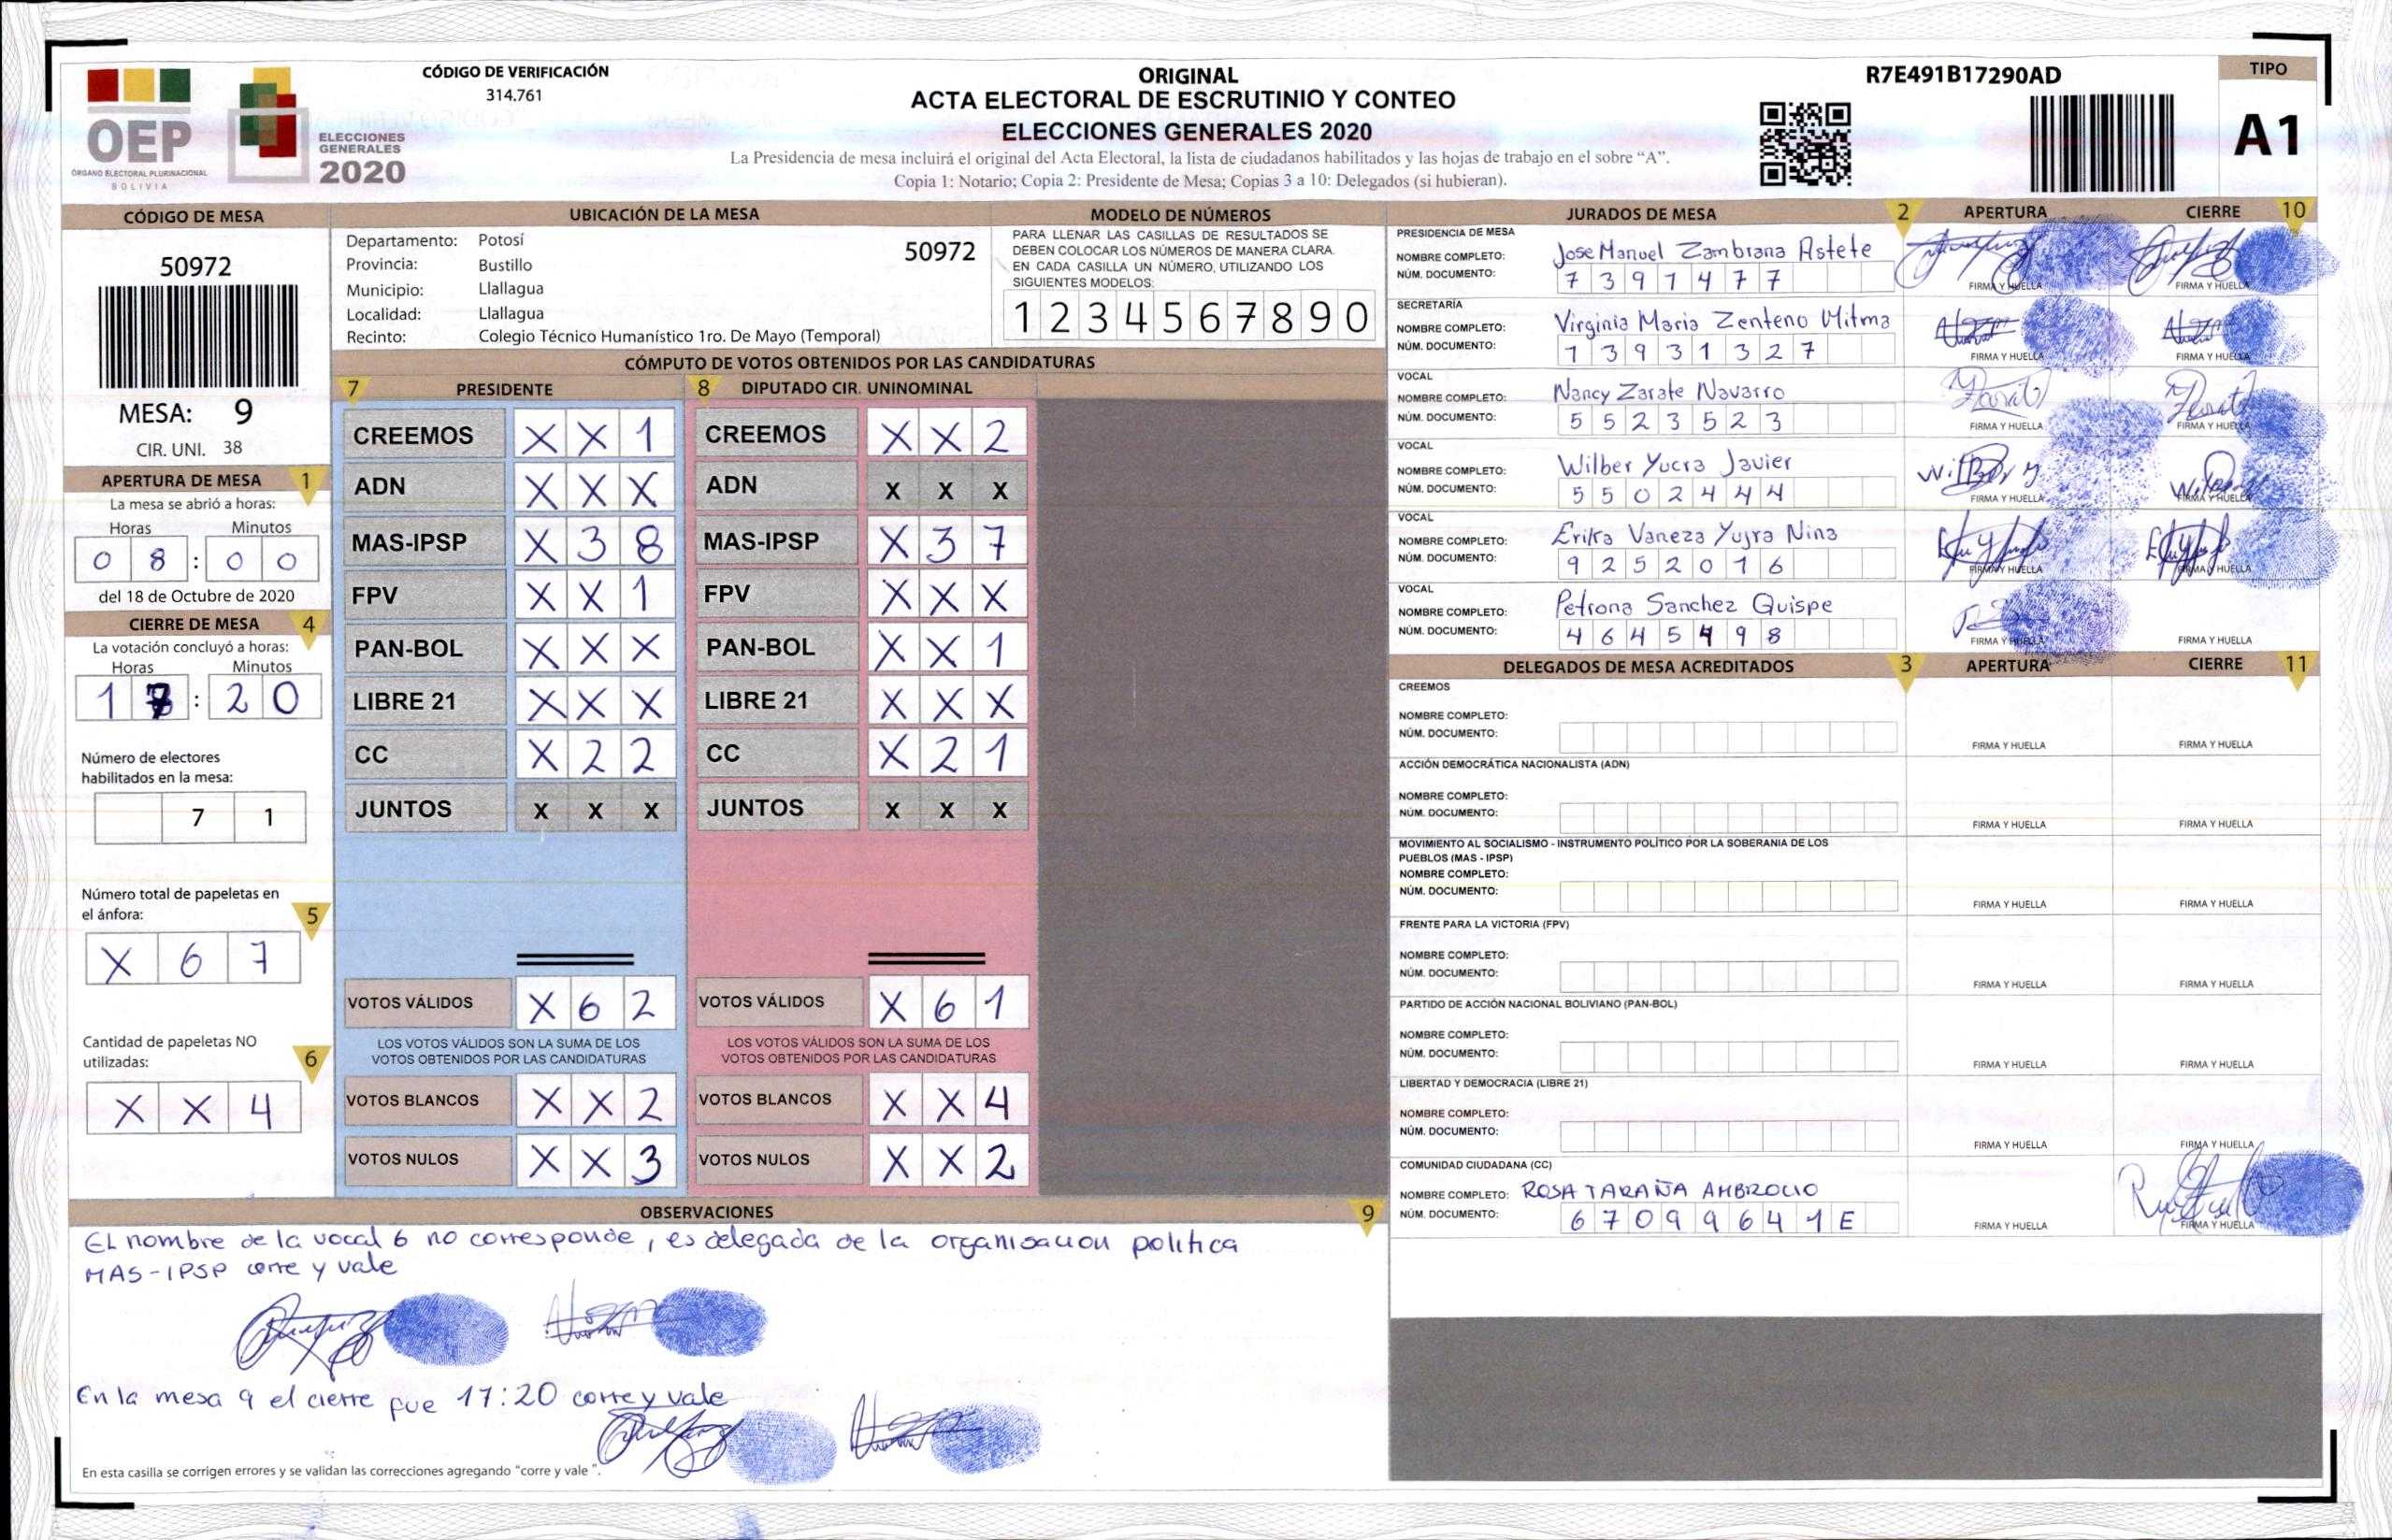 CÓDIGO DE VERIFICACIÓN
314.761
OEP
ÓRGANO ELECTORAL PLURINACIONAL
BOLIVIA
ELECCIONES
GENERALES
2020
ORIGINAL
ACTA ELECTORAL DE ESCRUTINIO Y CONTEO
ELECCIONES GENERALES 2020
La Presidencia de mesa incluirá el original del Acta Electoral, la lista de ciudadanos habilitados y las hojas de trabajo en el sobre “A”.
Copia 1: Notario; Copia 2: Presidente de Mesa; Copias 3 a 10: Delegados (si hubieran).
R7E491B17290AD
TIPO
A1
CÓDIGO DE MESA
50972
MESA: 9
CIR. UNI. 38
APERTURA DE MESA 1
La mesa se abrió a horas:
Horas Minutos
0 8 : 0 0
del 18 de Octubre de 2020
CIERRE DE MESA 4
La votación concluyó a horas:
Horas Minutos
1 7 : 2 0
Número de electores
habilitados en la mesa:
7 1
Número total de papeletas en
el ánfora: 5
X 6 7
Cantidad de papeletas NO
utilizadas: 6
X X 4
UBICACIÓN DE LA MESA
Departamento: Potosí
Provincia: Bustillo
Municipio: Llallagua
Localidad: Llallagua
Recinto: Colegio Técnico Humanístico 1ro. De Mayo (Temporal)
50972
MODELO DE NÚMEROS
PARA LLENAR LAS CASILLAS DE RESULTADOS SE
DEBEN COLOCAR LOS NÚMEROS DE MANERA CLARA.
EN CADA CASILLA UN NÚMERO, UTILIZANDO LOS
SIGUIENTES MODELOS:
1 2 3 4 5 6 7 8 9 0
CÓMPUTO DE VOTOS OBTENIDOS POR LAS CANDIDATURAS
7 PRESIDENTE
CREEMOS X X 1
ADN X X X
MAS-IPSP X 3 8
FPV X X 1
PAN-BOL X X X
LIBRE 21 X X X
CC X 2 2
JUNTOS X X X
VOTOS VÁLIDOS X 6 2
LOS VOTOS VÁLIDOS SON LA SUMA DE LOS
VOTOS OBTENIDOS POR LAS CANDIDATURAS
VOTOS BLANCOS X X 2
VOTOS NULOS X X 3
8 DIPUTADO CIR. UNINOMINAL
CREEMOS X X 2
ADN X X X
MAS-IPSP X 3 7
FPV X X X
PAN-BOL X X 1
LIBRE 21 X X X
CC X 2 1
JUNTOS X X X
VOTOS VÁLIDOS X 6 1
LOS VOTOS VÁLIDOS SON LA SUMA DE LOS
VOTOS OBTENIDOS POR LAS CANDIDATURAS
VOTOS BLANCOS X X 4
VOTOS NULOS X X 2
JURADOS DE MESA 2 APERTURA CIERRE 10
PRESIDENCIA DE MESA
NOMBRE COMPLETO: Jose Manuel Zambrana Astete
NÚM. DOCUMENTO: 7 3 9 1 4 7 7
FIRMA Y HUELLA FIRMA Y HUELLA
SECRETARÍA
NOMBRE COMPLETO: Virginia Maria Zenteno Mitma
NÚM. DOCUMENTO: 1 3 9 3 1 3 2 7
FIRMA Y HUELLA FIRMA Y HUELLA
VOCAL
NOMBRE COMPLETO: Nancy Zarate Navarro
NÚM. DOCUMENTO: 5 5 2 3 5 2 3
FIRMA Y HUELLA FIRMA Y HUELLA
VOCAL
NOMBRE COMPLETO: Wilber Yucra Javier
NÚM. DOCUMENTO: 5 5 0 2 4 4 4
FIRMA Y HUELLA FIRMA Y HUELLA
VOCAL
NOMBRE COMPLETO: Erika Vaneza Yujra Nina
NÚM. DOCUMENTO: 9 2 5 2 0 1 6
FIRMA Y HUELLA FIRMA Y HUELLA
VOCAL
NOMBRE COMPLETO: Petrona Sanchez Quispe
NÚM. DOCUMENTO: 4 6 4 5 4 9 8
FIRMA Y HUELLA FIRMA Y HUELLA
DELEGADOS DE MESA ACREDITADOS 3 APERTURA CIERRE 11
CREEMOS
NOMBRE COMPLETO:
NÚM. DOCUMENTO:
FIRMA Y HUELLA FIRMA Y HUELLA
ACCIÓN DEMOCRÁTICA NACIONALISTA (ADN)
NOMBRE COMPLETO:
NÚM. DOCUMENTO:
FIRMA Y HUELLA FIRMA Y HUELLA
MOVIMIENTO AL SOCIALISMO - INSTRUMENTO POLÍTICO POR LA SOBERANIA DE LOS
PUEBLOS (MAS - IPSP)
NOMBRE COMPLETO:
NÚM. DOCUMENTO:
FIRMA Y HUELLA FIRMA Y HUELLA
FRENTE PARA LA VICTORIA (FPV)
NOMBRE COMPLETO:
NÚM. DOCUMENTO:
FIRMA Y HUELLA FIRMA Y HUELLA
PARTIDO DE ACCIÓN NACIONAL BOLIVIANO (PAN-BOL)
NOMBRE COMPLETO:
NÚM. DOCUMENTO:
FIRMA Y HUELLA FIRMA Y HUELLA
LIBERTAD Y DEMOCRACIA (LIBRE 21)
NOMBRE COMPLETO:
NÚM. DOCUMENTO:
FIRMA Y HUELLA FIRMA Y HUELLA
COMUNIDAD CIUDADANA (CC)
NOMBRE COMPLETO: ROSA TARAÑA AMBROCIO
NÚM. DOCUMENTO: 6 7 0 9 9 6 4 1 E
FIRMA Y HUELLA FIRMA Y HUELLA
OBSERVACIONES 9
EL nombre de la vocal 6 no corresponde, es delegada de la organisacion politica
MAS-IPSP corre y vale
En la mesa 9 el cierre fue 17:20 corre y vale
En esta casilla se corrigen errores y se validan las correcciones agregando "corre y vale ".